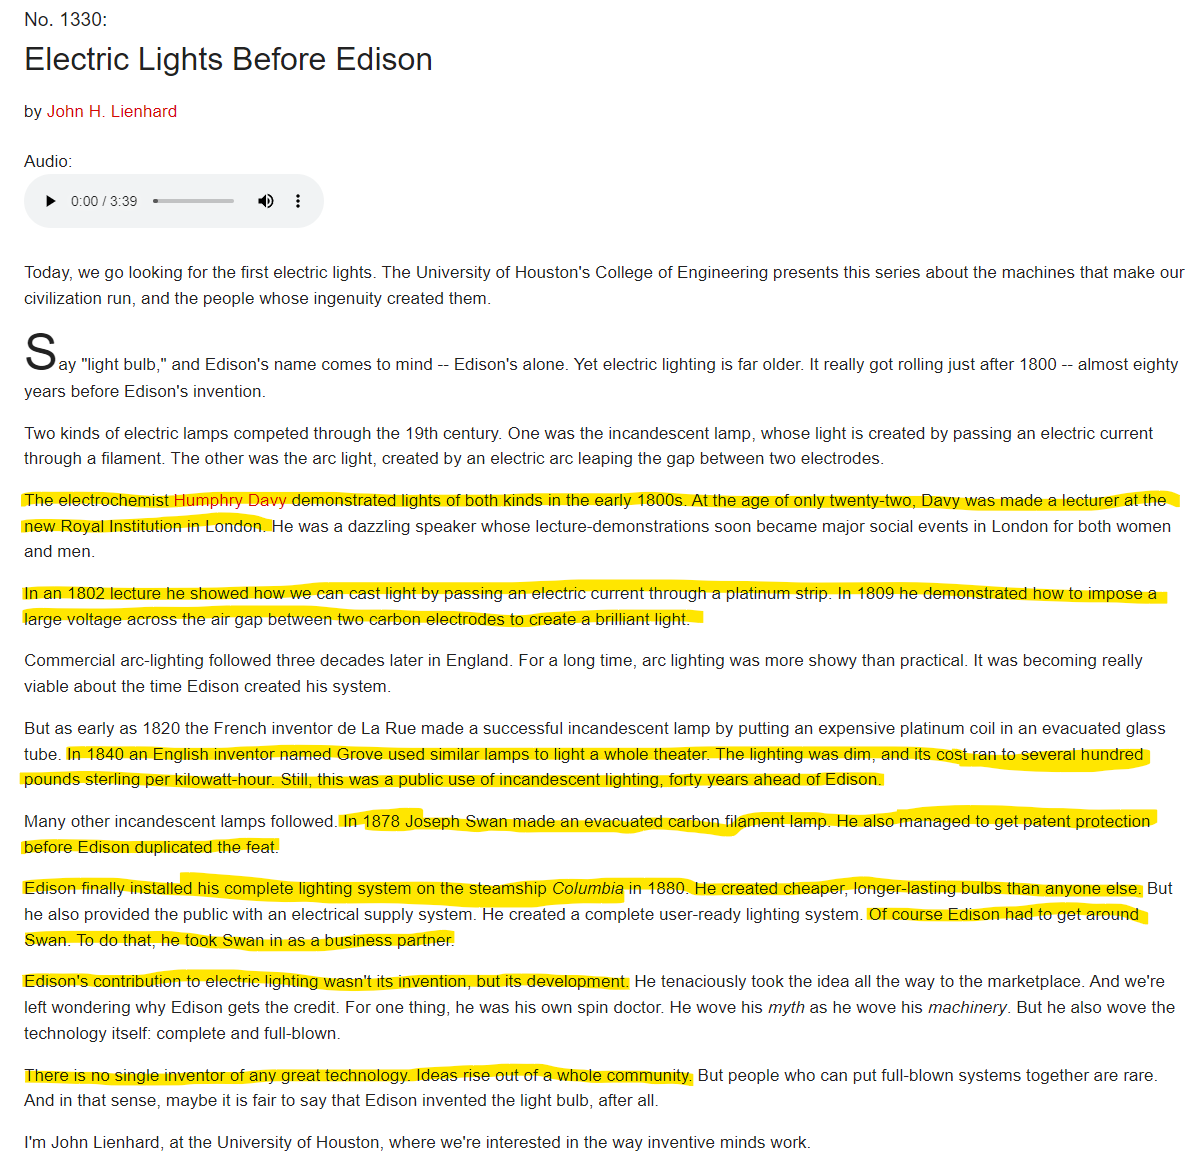 No. 1330:
Electric Lights Before Edison
by John H. Lienhard
Audio:
0:00 / 3:39
Today, we go looking for the first electric lights. The University of Houston's College of Engineering presents this series about the machines that make our
civilization run, and the people whose ingenuity created them.
Say "light bulb," and Edison's name comes to mind -- Edison's alone. Yet electric lighting is far older. It really got rolling just after 1800 -- almost eighty
years before Edison's invention.
Two kinds of electric lamps competed through the 19th century. One was the incandescent lamp, whose light is created by passing an electric current
through a filament. The other was the arc light, created by an electric arc leaping the gap between two electrodes.
The electrochemist Humphry Davy demonstrated lights of both kinds in the early 1800s. At the age of only twenty-two, Davy was made a lecturer at the
new Royal Institution in London. He was a dazzling speaker whose lecture-demonstrations soon became major social events in London for both women
and men.
In an 1802 lecture he showed how we can cast light by passing an electric current through a platinum strip. In 1809 he demonstrated how to impose a
large voltage across the air gap between two carbon electrodes to create a brilliant light.
Commercial arc-lighting followed three decades later in England. For a long time, arc lighting was more showy than practical. It was becoming really
viable about the time Edison created his system.
But as early as 1820 the French inventor de La Rue made a successful incandescent lamp by putting an expensive platinum coil in an evacuated glass
tube. In 1840 an English inventor named Grove used similar lamps to light a whole theater. The lighting was dim, and its cost ran to several hundred
pounds sterling per kilowatt-hour. Still, this was a public use of incandescent lighting, forty years ahead of Edison.
Many other incandescent lamps followed. In 1878 Joseph Swan made an evacuated carbon filament lamp. He also managed to get patent protection
before Edison duplicated the feat.
Edison finally installed his complete lighting system on the steamship Columbia in 1880. He created cheaper, longer-lasting bulbs than anyone else. But
he also provided the public with an electrical supply system. He created a complete user-ready lighting system. Of course Edison had to get around
Swan. To do that, he took Swan in as a business partner.
Edison's contribution to electric lighting wasn't its invention, but its development. He tenaciously took the idea all the way to the marketplace. And we're
left wondering why Edison gets the credit. For one thing, he was his own spin doctor. He wove his myth as he wove his machinery. But he also wove the
technology itself: complete and full-blown.
There is no single inventor of any great technology. Ideas rise out of a whole community. But people who can put full-blown systems together are rare.
And in that sense, maybe it is fair to say that Edison invented the light bulb, after all.
I'm John Lienhard, at the University of Houston, where we're interested in the way inventive minds work.